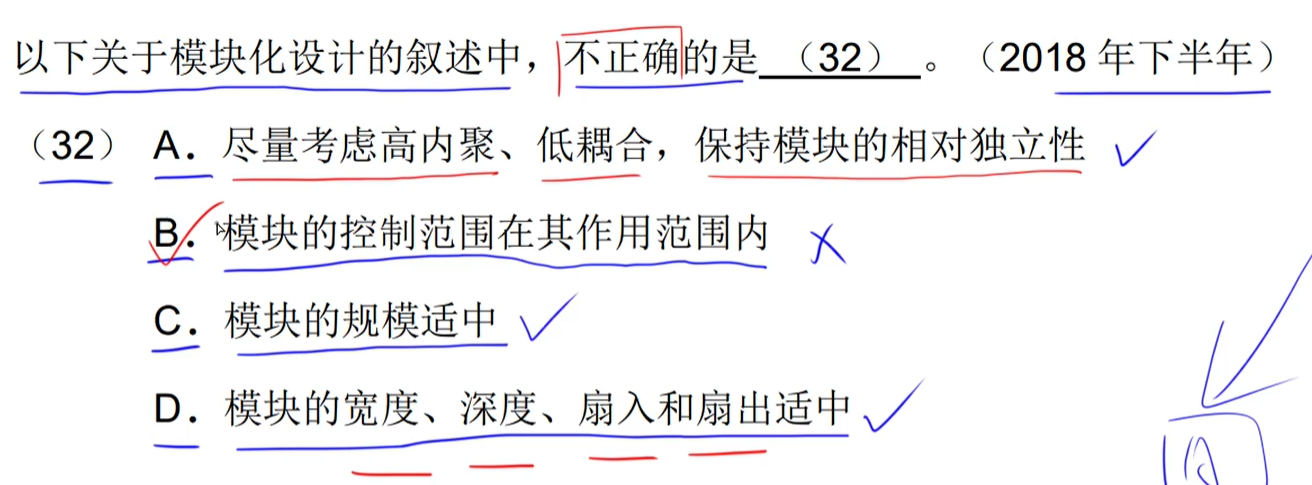 以下关于模块化设计的叙述中，不正确的是 （32） 。（2018 年下半年）
（32） A．尽量考虑高内聚、低耦合，保持模块的相对独立性
B．模块的控制范围在其作用范围内
C．模块的规模适中
D．模块的宽度、深度、扇入和扇出适中